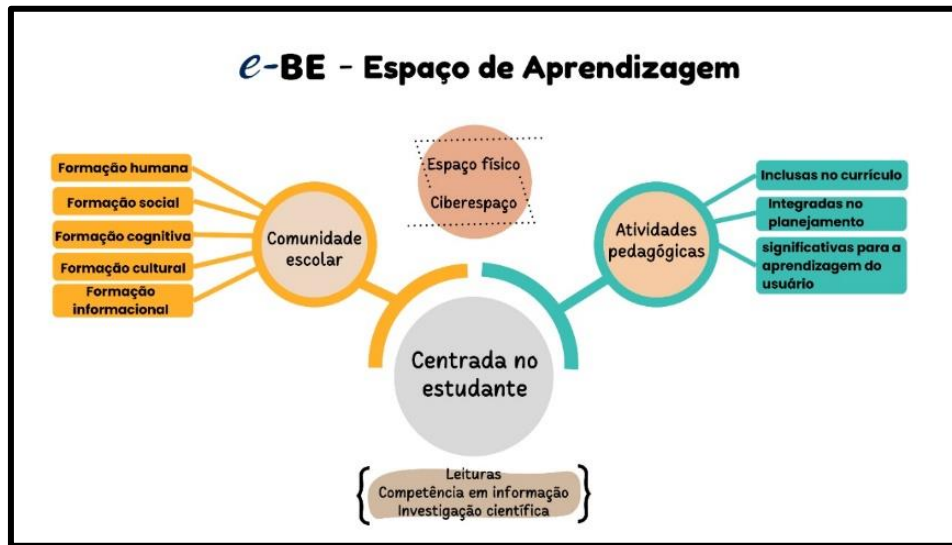 e-BE - Espaço de Aprendizagem
Espaço físico
Ciberespaço
Formação humana
Formação social
Formação cognitiva
Formação cultural
Formação
informacional
Comunidade
escolar
Atividades
pedagógicas
Inclusas no currículo
Integradas no
planejamento
significativas para a
aprendizagem do
usuário
Centrada no
estudante
Leituras
Competência em informação
Investigação científica